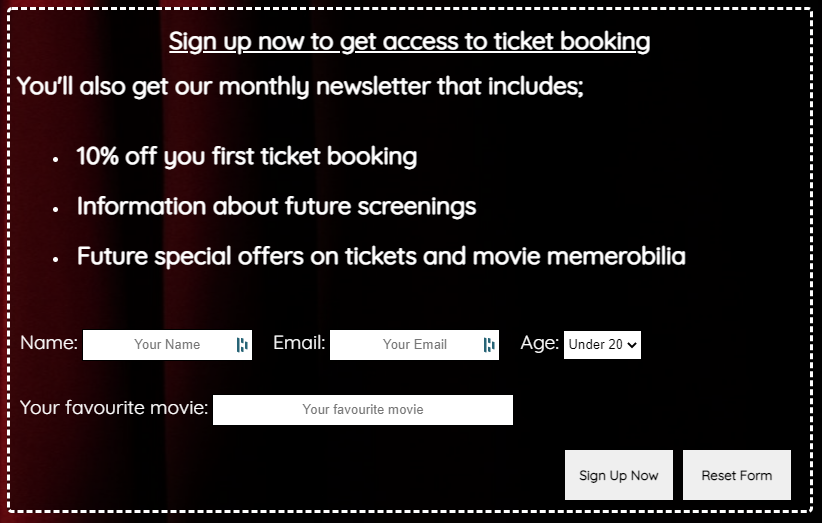 Sign up now to get access to ticket booking
You'll also get our monthly newsletter that includes;
• 10% off you first ticket booking
• Information about future screenings
• Future special offers on tickets and movie memerobilia
Name: Your Name Email: Your Email Age: Under 20
Your favourite movie: Your favourite movie
Sign Up Now Reset Form